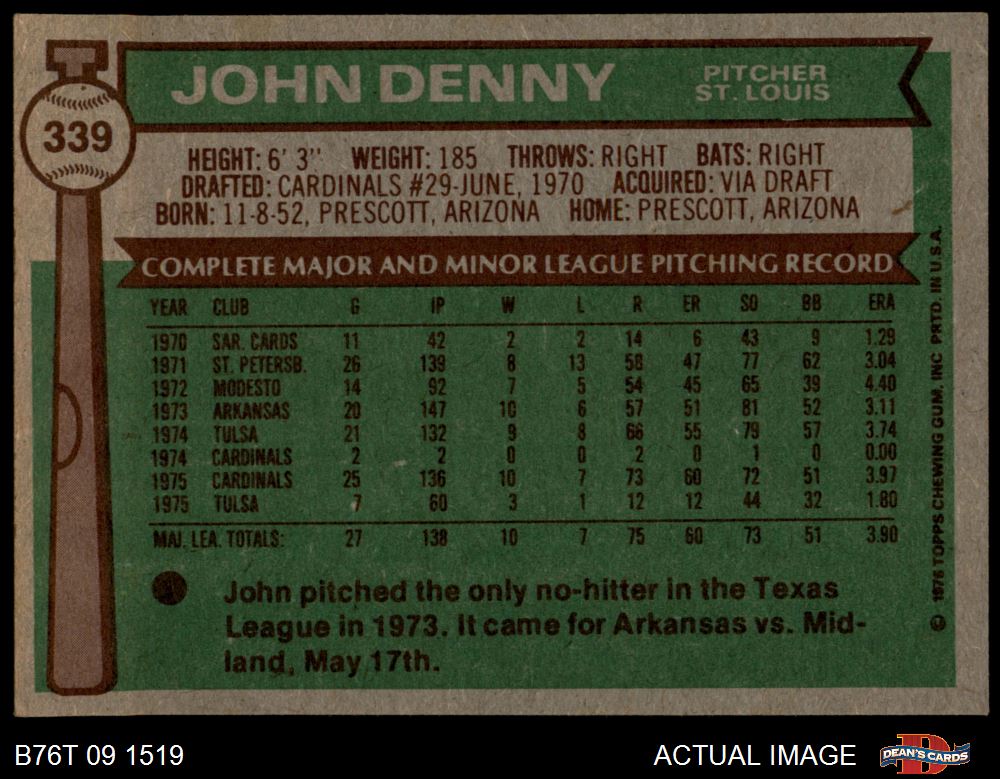 JOHN DENNY
PITCHER
ST. LOUIS
339
HEIGHT: 6' 3" WEIGHT: 185 THROWS: RIGHT BATS: RIGHT
DRAFTED: CARDINALS #29-JUNE, 1970 ACQUIRED: VIA DRAFT
BORN: 11-8-52, PRESCOTT, ARIZONA HOME: PRESCOTT, ARIZONA
COMPLETE MAJOR AND MINOR LEAGUE PITCHING RECORD
YEAR CLUB G IP W L R ER SO BB ERA
1970 SAR. CARDS 11 42 2 2 14 6 43 9 1.29
1971 ST. PETERSB. 26 139 8 13 58 47 77 62 3.04
1972 MODESTO 14 92 7 5 54 45 65 39 4.40
1973 ARKANSAS 20 147 10 6 57 51 81 52 3.11
1974 TULSA 21 132 9 8 66 55 79 57 3.74
1974 CARDINALS 2 2 0 0 2 0 1 0 0.00
1975 CARDINALS 25 136 10 7 73 60 72 51 3.97
1975 TULSA 7 60 3 1 12 12 44 32 1.80
MAJ. LEA. TOTALS: 27 138 10 7 75 60 73 51 3.90
John pitched the only no-hitter in the Texas
League in 1973. It came for Arkansas vs. Mid-
land, May 17th.
© 1976 TOPPS CHEWING GUM, INC PRTD. IN U.S.A.
B76T 09 1519
ACTUAL IMAGE
D
DEAN'S CARDS